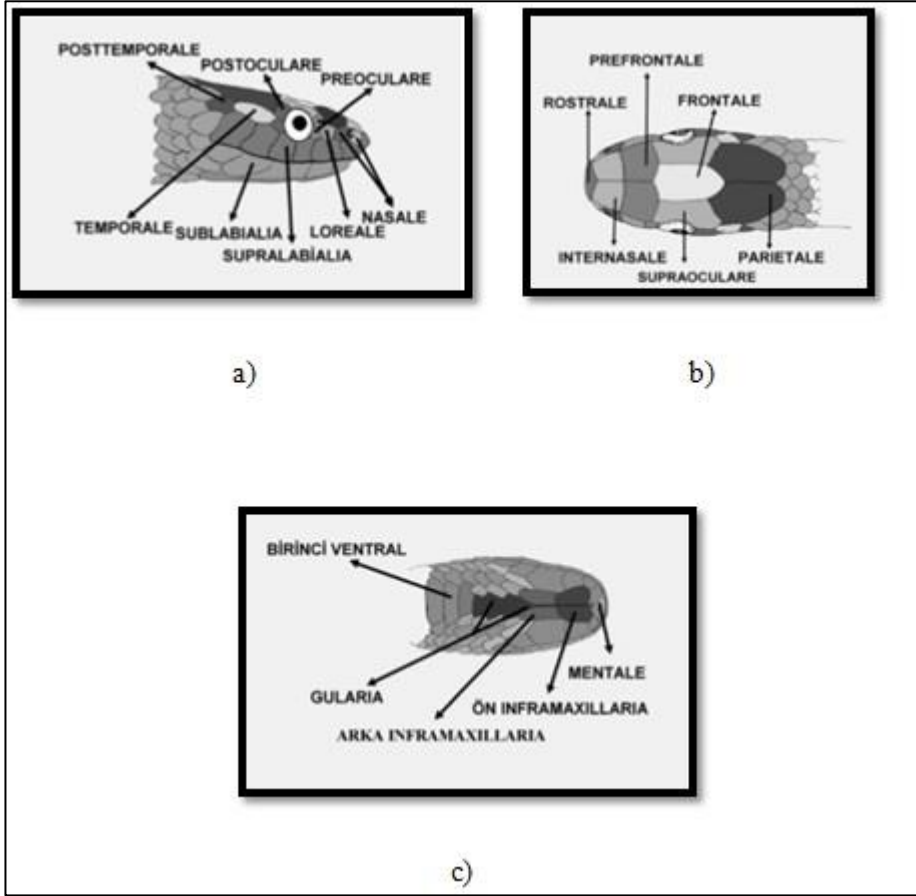 POSTTEMPORALE
POSTOCULARE
PREOCULARE
TEMPORALE
SUBLABIALIA
SUPRALABİALIA
LOREALE
NASALE
a)
PREFRONTALE
ROSTRALE
FRONTALE
INTERNASALE
SUPRAOCULARE
PARIETALE
b)
BİRİNCİ VENTRAL
MENTALE
GULARIA
ÖN INFRAMAXILLARIA
ARKA INFRAMAXILLARIA
c)